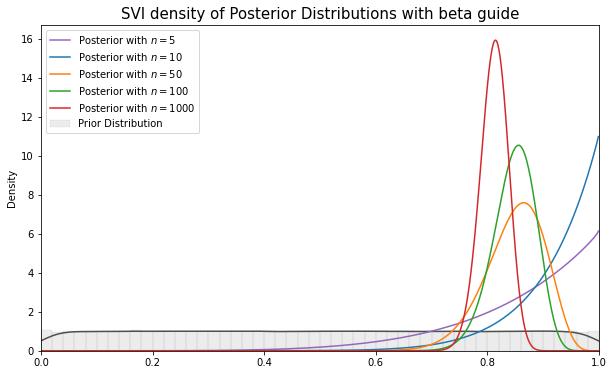 SVI density of Posterior Distributions with beta guide
Posterior with n = 5
Posterior with n = 10
Posterior with n = 50
Posterior with n = 100
Posterior with n = 1000
Prior Distribution
Density
16
14
12
10
8
6
4
2
0
0.0 0.2 0.4 0.6 0.8 1.0